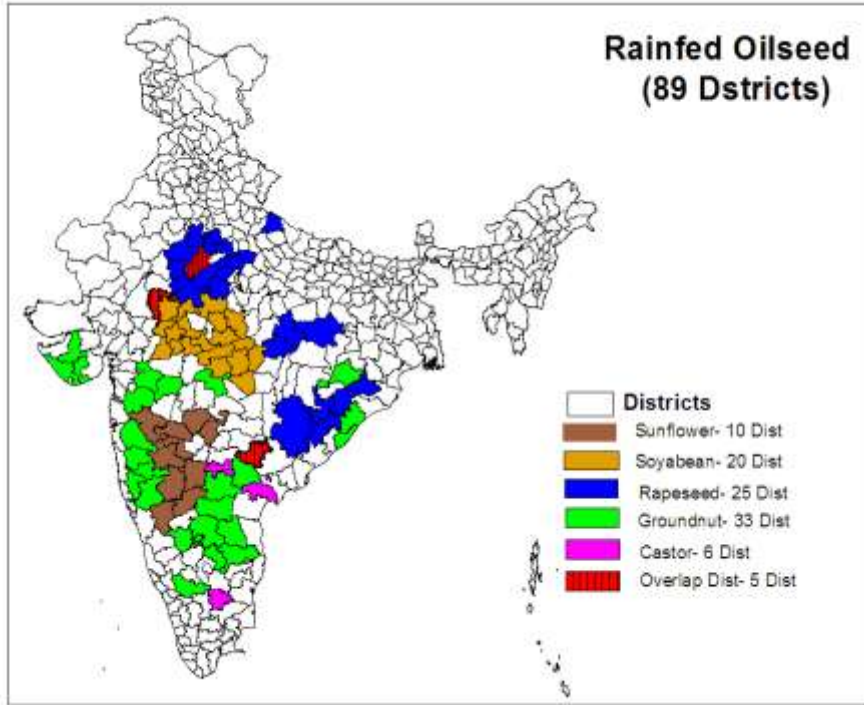 Rainfed Oilseed
(89 Dstricts)
Districts
Sunflower- 10 Dist
Soyabean- 20 Dist
Rapeseed- 25 Dist
Groundnut- 33 Dist
Castor- 6 Dist
Overlap Dist- 5 Dist